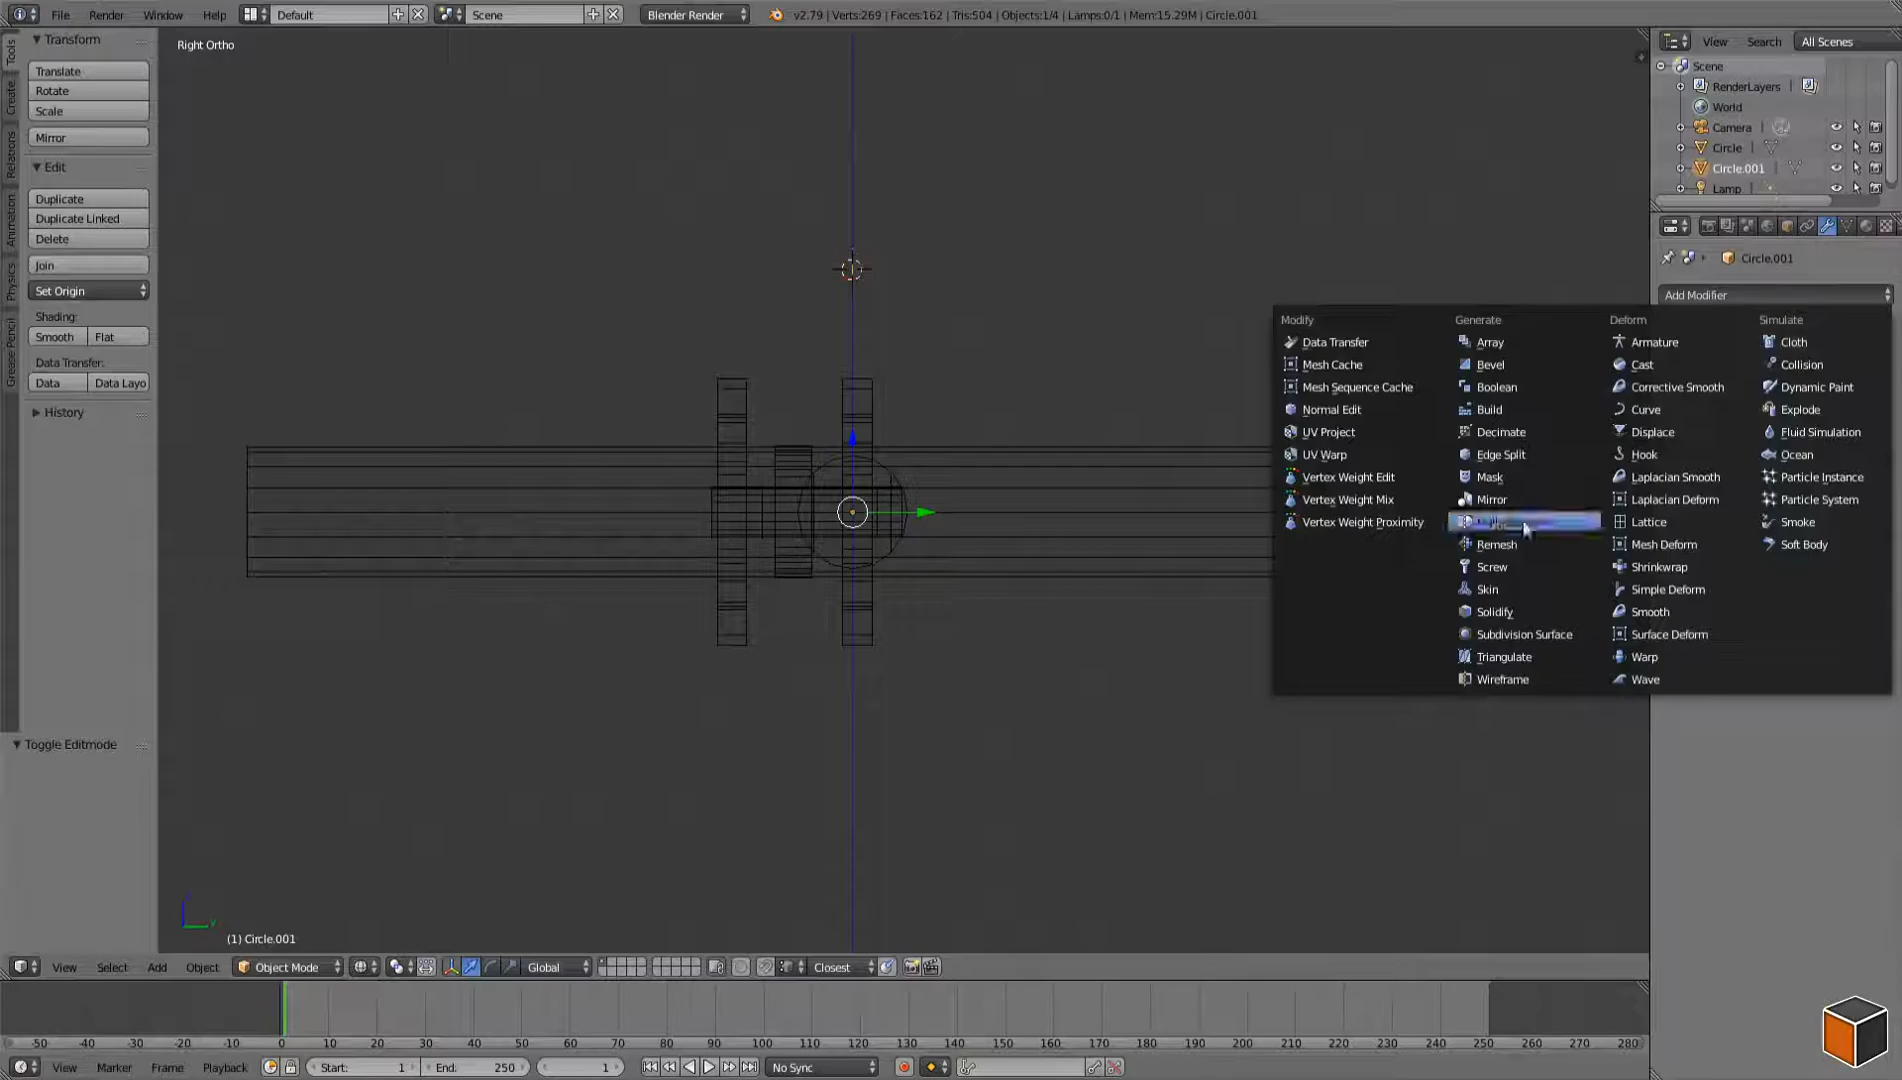 File Render Window Help Default Scene Blender Render v2.79 | Verts:269 | Faces:162 | Tris:504 | Objects:1/4 | Lamps:0/1 | Mem:15.29M | Circle.001
Tools
Create
Relations
Animation
Physics
Grease Pencil
Transform
Translate
Rotate
Scale
Mirror
Edit
Duplicate
Duplicate Linked
Delete
Join
Set Origin
Shading:
Smooth Flat
Data Transfer:
Data Data Layo
History
Toggle Editmode
Right Ortho
(1) Circle.001
View Search All Scenes
Scene
RenderLayers
World
Camera
Circle
Circle.001
Lamp
Circle.001
Add Modifier
Modify
Data Transfer
Mesh Cache
Mesh Sequence Cache
Normal Edit
UV Project
UV Warp
Vertex Weight Edit
Vertex Weight Mix
Vertex Weight Proximity
Generate
Array
Bevel
Boolean
Build
Decimate
Edge Split
Mask
Mirror
Remesh
Screw
Skin
Solidify
Subdivision Surface
Triangulate
Wireframe
Deform
Armature
Cast
Corrective Smooth
Curve
Displace
Hook
Laplacian Smooth
Laplacian Deform
Lattice
Mesh Deform
Shrinkwrap
Simple Deform
Smooth
Surface Deform
Warp
Wave
Simulate
Cloth
Collision
Dynamic Paint
Explode
Fluid Simulation
Ocean
Particle Instance
Particle System
Smoke
Soft Body
View Select Add Object Object Mode Global Closest
-50 -40 -30 -20 -10 0 10 20 30 40 50 60 70 80 90 100 110 120 130 140 150 160 170 180 190 200 210 220 230 240 250 260 270 280
View Marker Frame Playback Start: 1 End: 250 1 No Sync